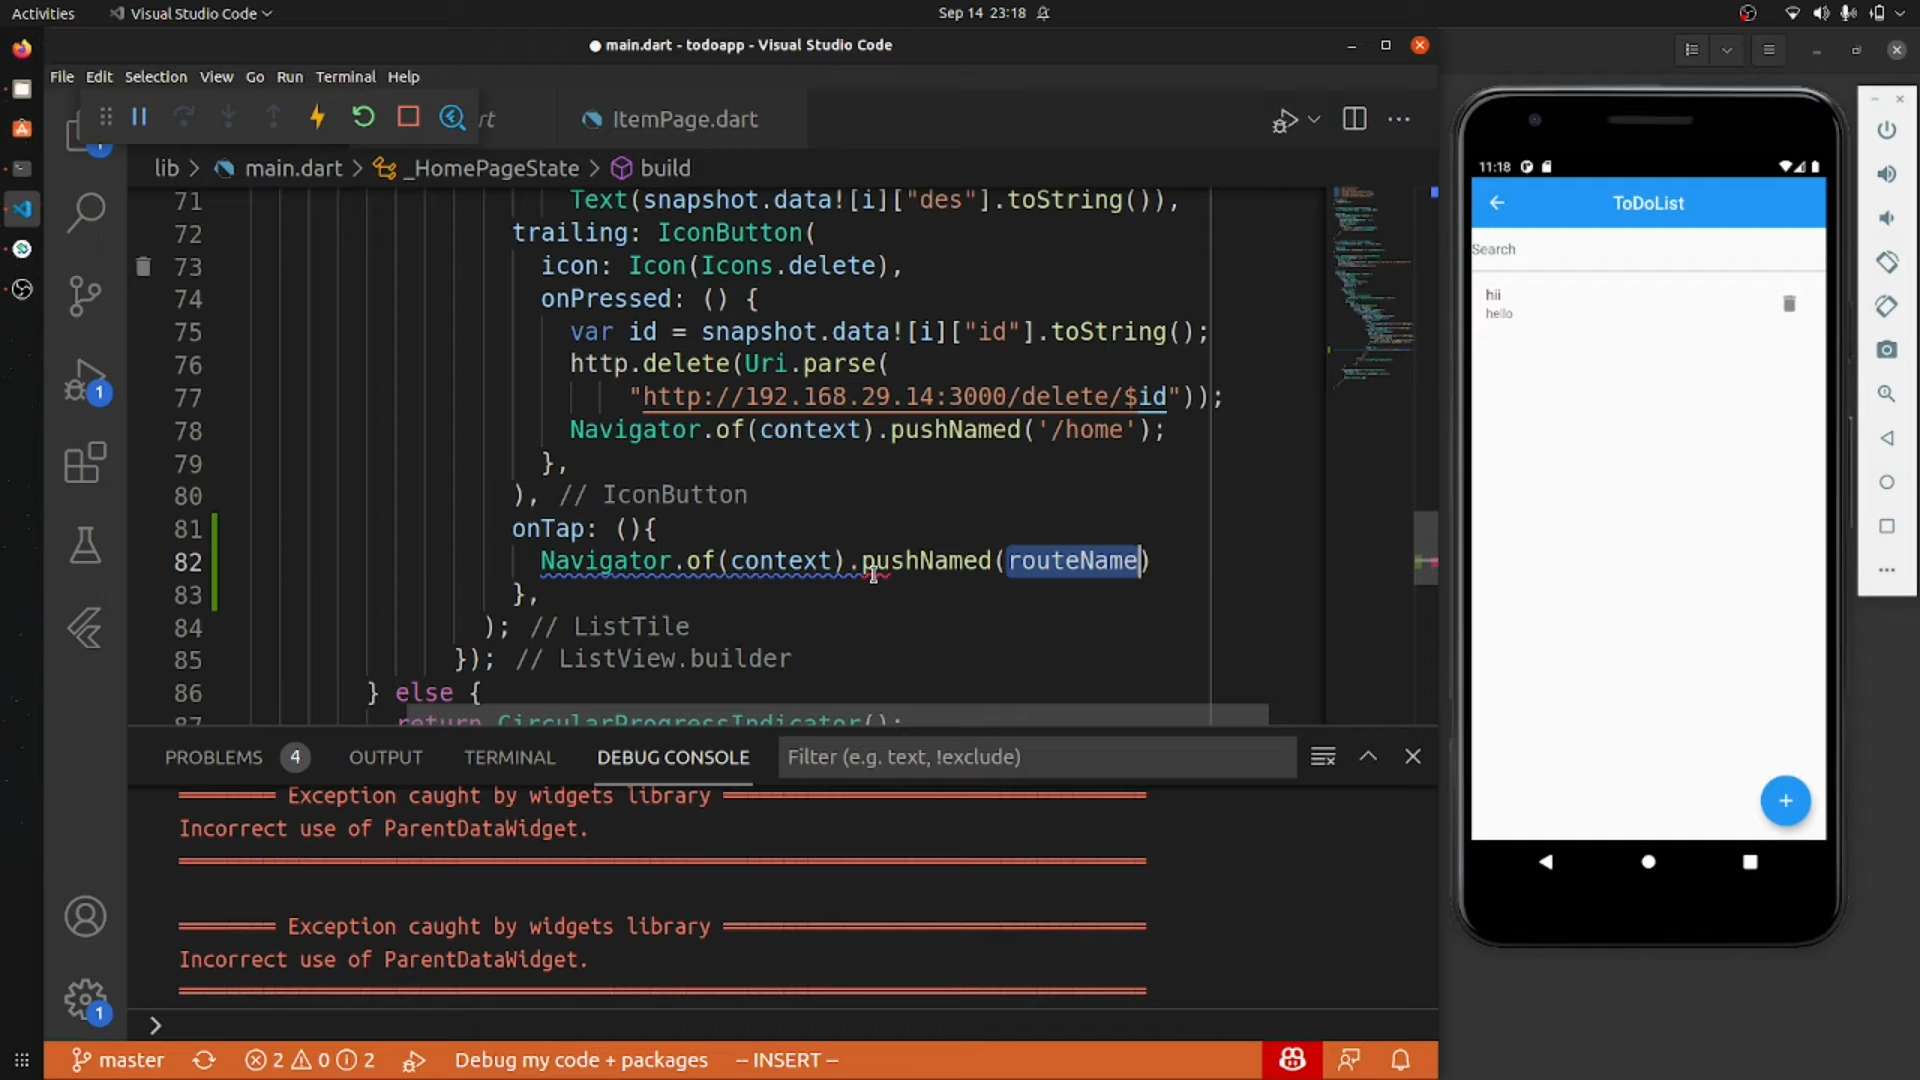 Activities
Visual Studio Code
Sep 14 23:18
main.dart - todoapp - Visual Studio Code
File Edit Selection View Go Run Terminal Help
rt
ItemPage.dart
lib > main.dart > _HomePageState > build
71 Text(snapshot.data![i]["des"].toString()),
72 trailing: IconButton(
73 icon: Icon(Icons.delete),
74 onPressed: () {
75 var id = snapshot.data![i]["id"].toString();
76 http.delete(Uri.parse(
77 "http://192.168.29.14:3000/delete/$id"));
78 Navigator.of(context).pushNamed('/home');
79 },
80 ), // IconButton
81 onTap: (){
82 Navigator.of(context).pushNamed(routeName)
83 },
84 ); // ListTile
85 }); // ListView.builder
86 } else {
87 return CircularProgressIndicator();
PROBLEMS 4 OUTPUT TERMINAL DEBUG CONSOLE Filter (e.g. text, !exclude)
Exception caught by widgets library
Incorrect use of ParentDataWidget.
Exception caught by widgets library
Incorrect use of ParentDataWidget.
>
1
1
master 2 0 2 Debug my code + packages -- INSERT --
11:18
ToDoList
Search
hii
hello